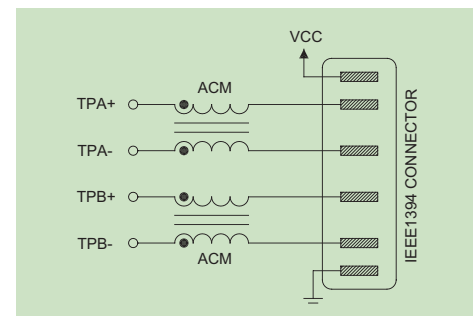 VCC
ACM
TPA+
TPA-
TPB+
TPB-
ACM
IEEE1394 CONNECTOR